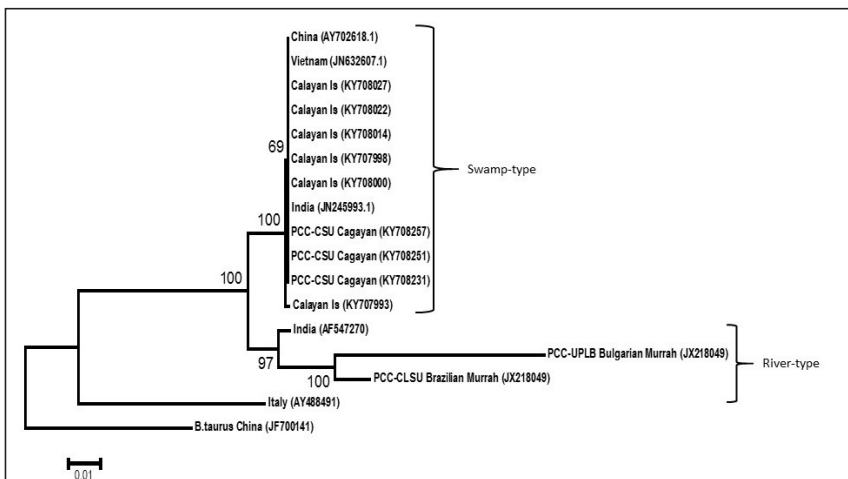 China (AY702618.1)
Vietnam (JN632607.1)
Calayan Is (KY708027)
Calayan Is (KY708022)
Calayan Is (KY708014)
69
Calayan Is (KY707998)
Swamp-type
Calayan Is (KY708000)
India (JN245993.1)
100
PCC-CSU Cagayan (KY708257)
PCC-CSU Cagayan (KY708251)
100
PCC-CSU Cagayan (KY708231)
Calayan Is (KY707993)
India (AF547270)
97
PCC-UPLB Bulgarian Murrah (JX218049)
River-type
100
PCC-CLSU Brazilian Murrah (JX218049)
Italy (AY488491)
B.taurus China (JF700141)
0.01